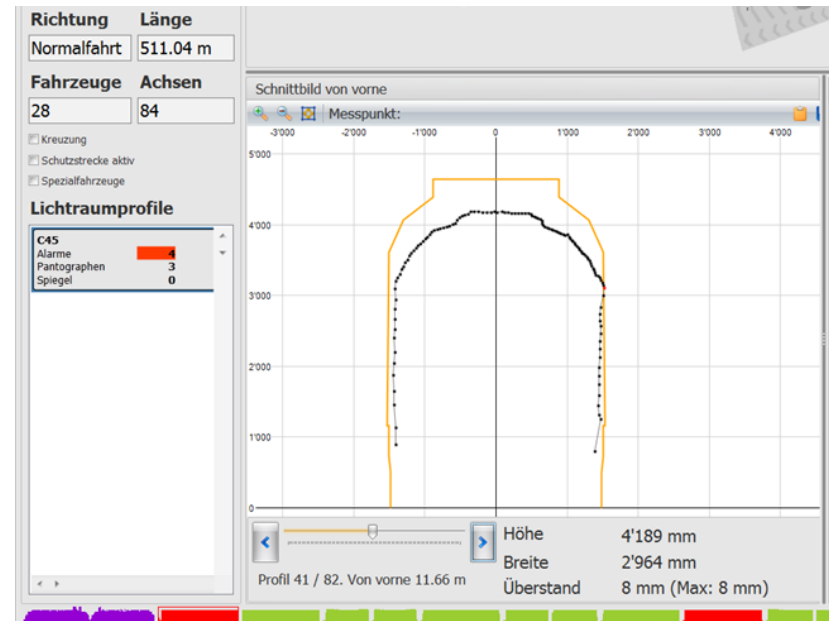 Richtung Länge
Normalfahrt 511.04 m
Fahrzeuge Achsen
28 84
Kreuzung
Schutzstrecke aktiv
Spezialfahrzeuge
Lichtraumprofile
C45
Alarme 4
Pantographen 3
Spiegel 0
Schnittbild von vorne
Messpunkt:
-3'000 -2'000 -1'000 0 1'000 2'000 3'000 4'000
5'000
4'000
3'000
2'000
1'000
0
Höhe 4'189 mm
Breite 2'964 mm
Profil 41 / 82. Von vorne 11.66 m
Überstand 8 mm (Max: 8 mm)